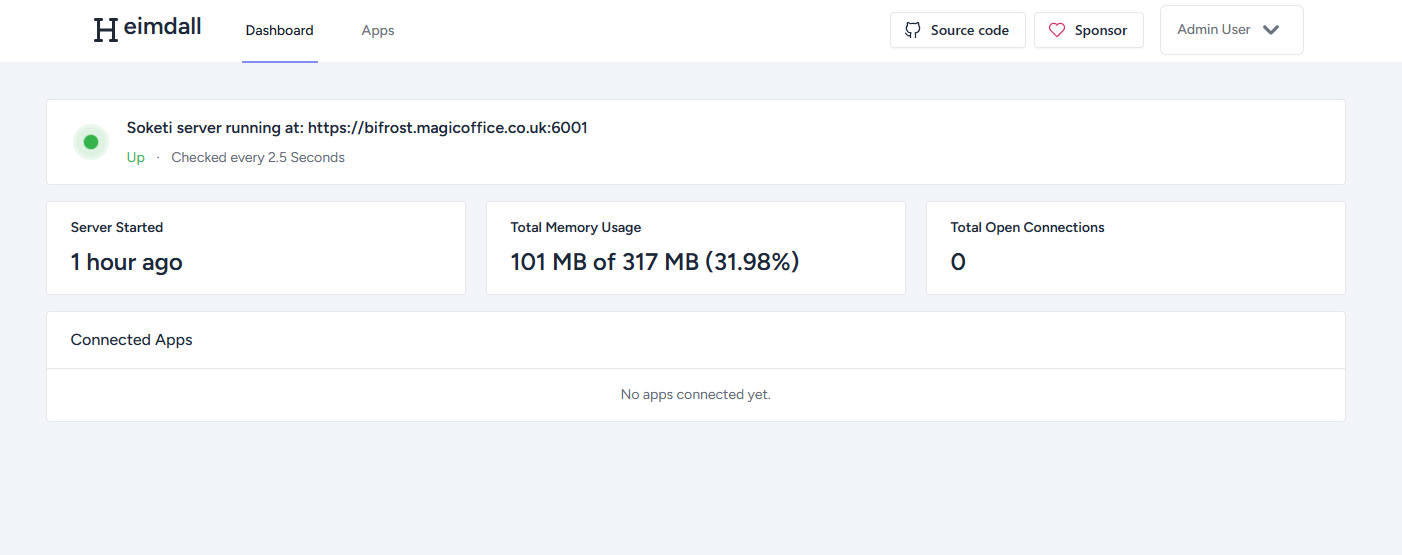 Heimdall Dashboard Apps Source code Sponsor Admin User
Soketi server running at: https://bifrost.magicoffice.co.uk:6001
Up · Checked every 2.5 Seconds
Server Started
1 hour ago
Total Memory Usage
101 MB of 317 MB (31.98%)
Total Open Connections
0
Connected Apps
No apps connected yet.